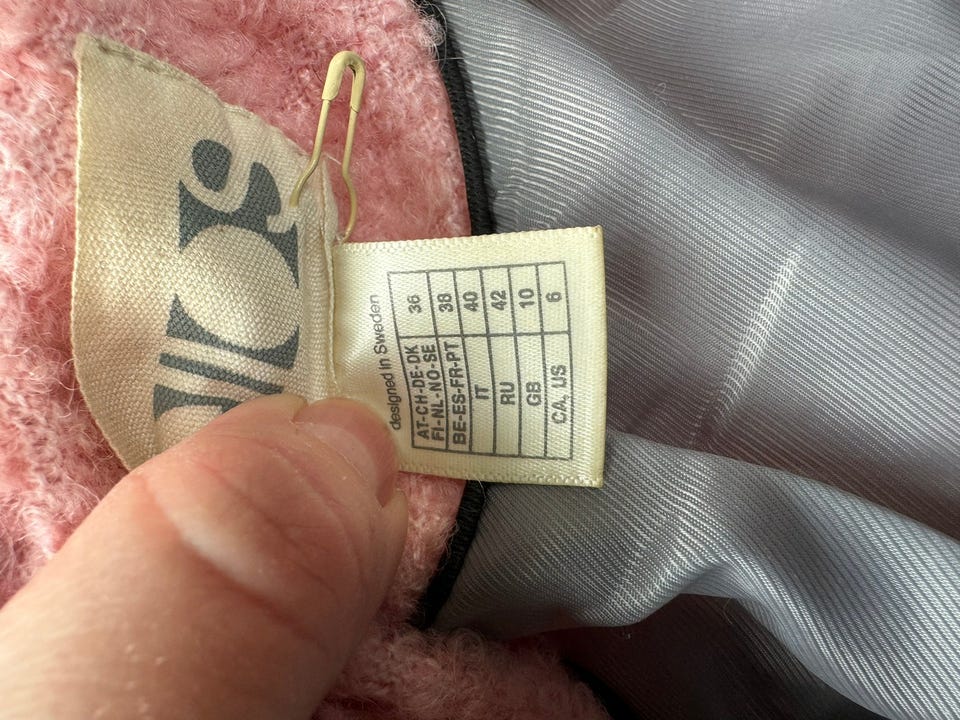 designed in Sweden
AT-CH-DE-DK 36
FI-NL-NO-SE
BE-ES-FR-PT 38
IT 40
RU 42
GB 10
CA, US 6